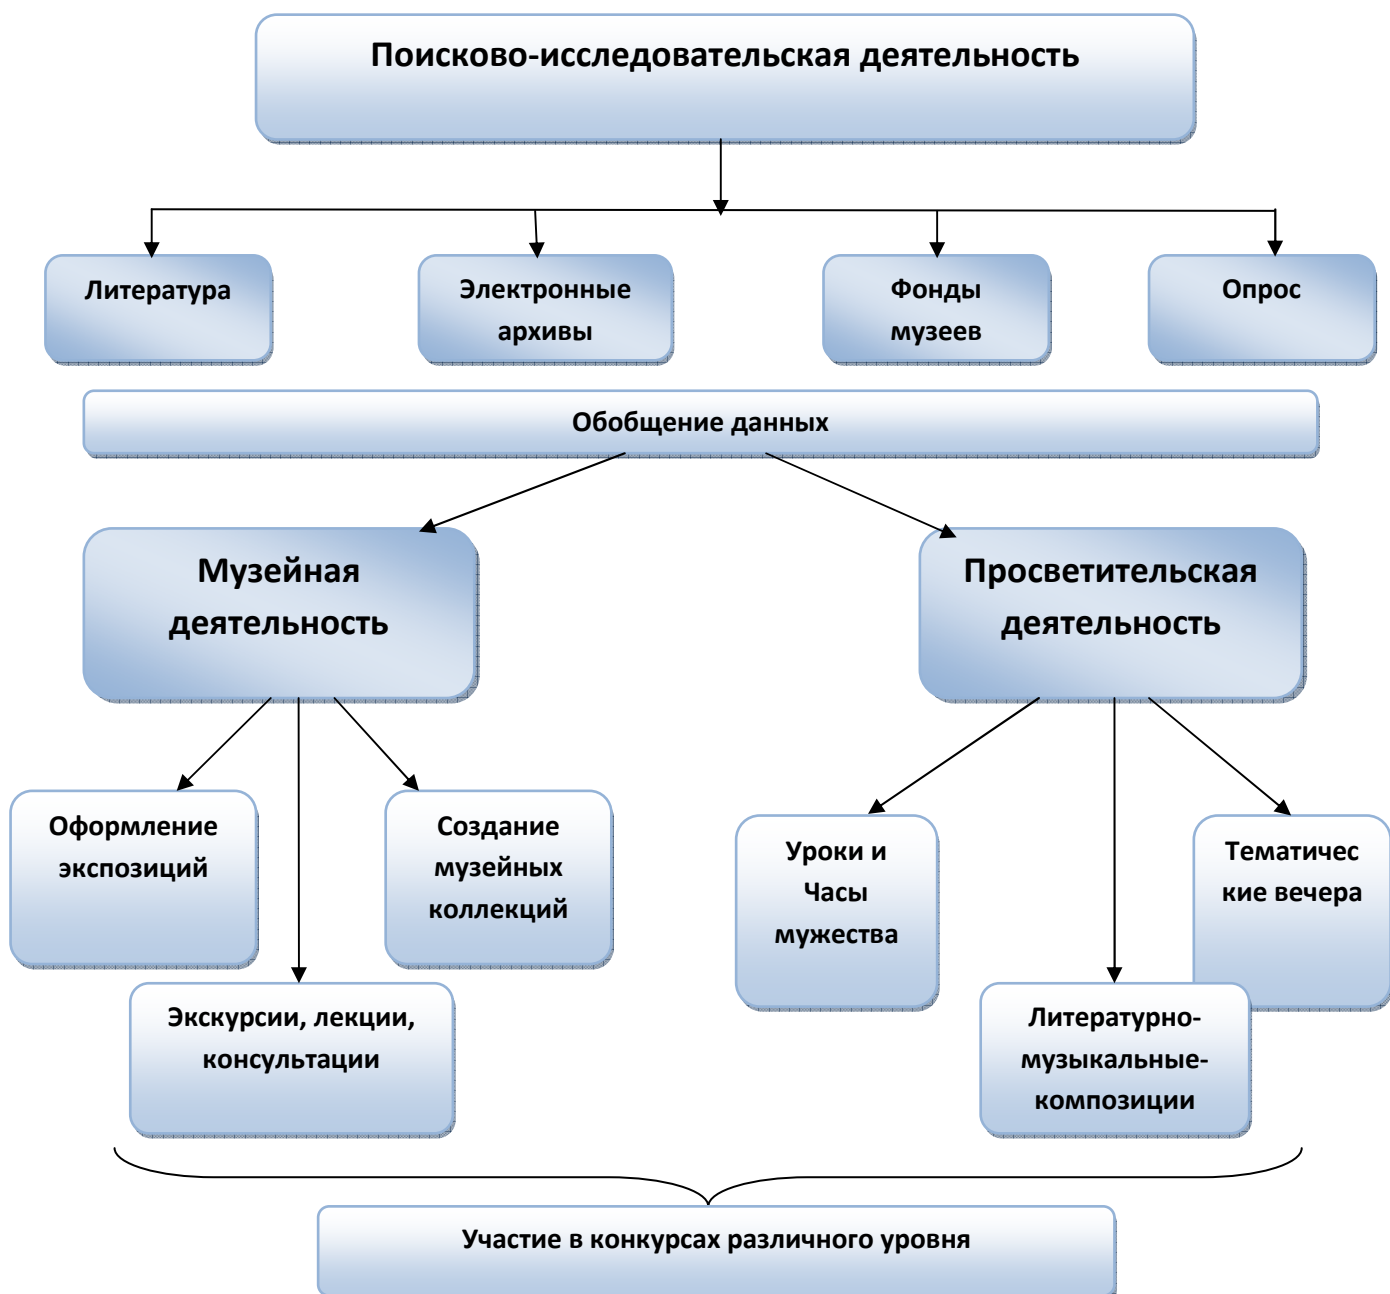 Поисково-исследовательская деятельность
Литература
Электронные
архивы
Фонды
музеев
Опрос
Обобщение данных
Музейная
деятельность
Просветительская
деятельность
Оформление
экспозиций
Создание
музейных
коллекций
Уроки и
Часы
мужества
Тематичес
кие вечера
Экскурсии, лекции,
консультации
Литературно-
музыкальные-
композиции
Участие в конкурсах различного уровня